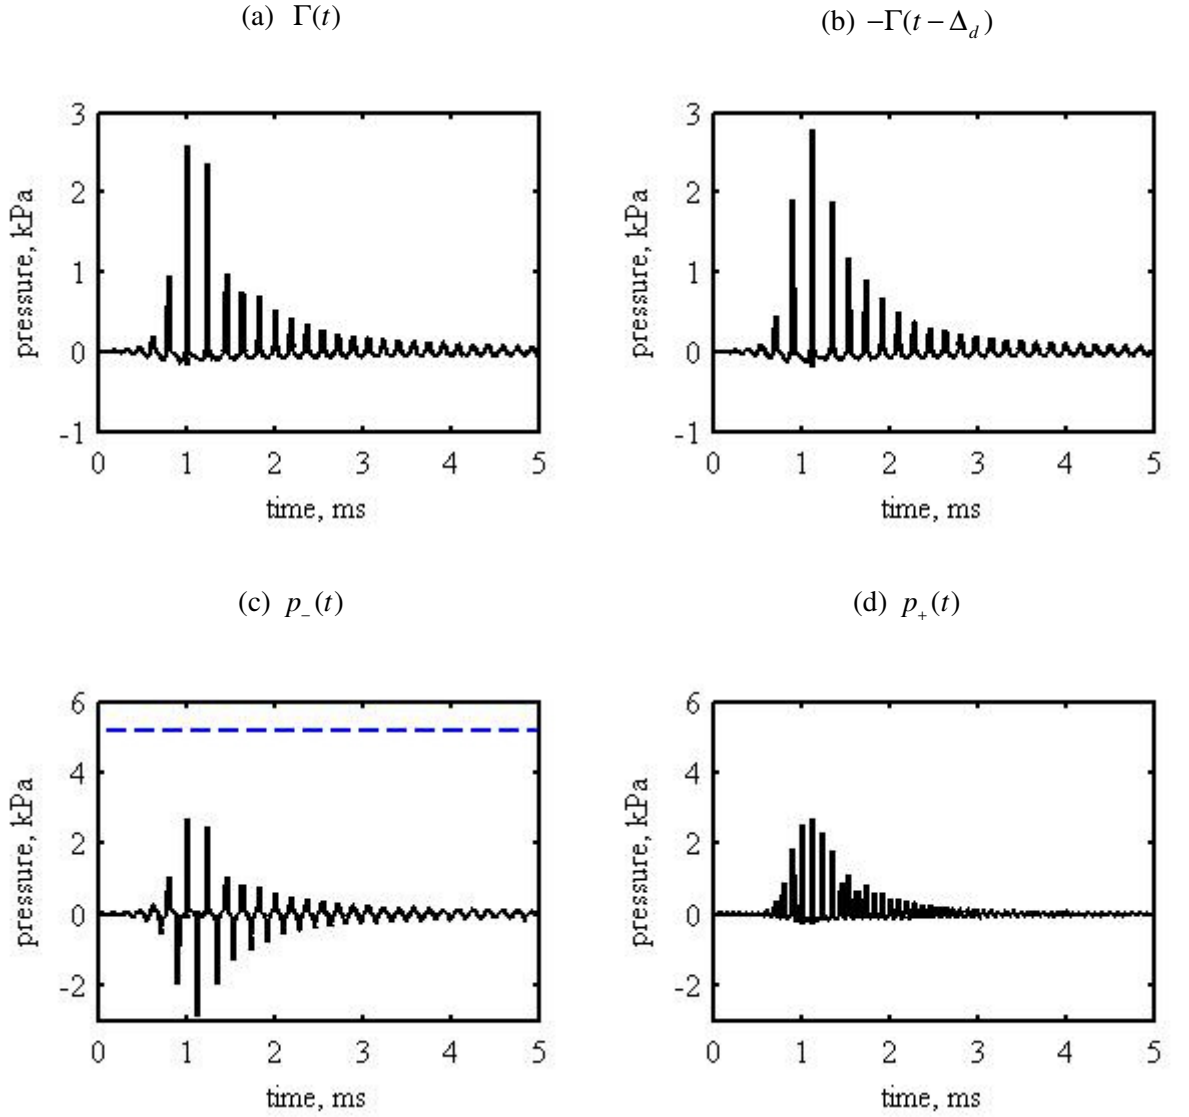 (a) Γ(t)
(b) −Γ(t − Δ_d)
pressure, kPa
3
2
1
0
-1
0 1 2 3 4 5
time, ms
pressure, kPa
3
2
1
0
-1
0 1 2 3 4 5
time, ms
(c) p_−(t)
(d) p_+(t)
pressure, kPa
6
4
2
0
-2
0 1 2 3 4 5
time, ms
pressure, kPa
6
4
2
0
-2
0 1 2 3 4 5
time, ms